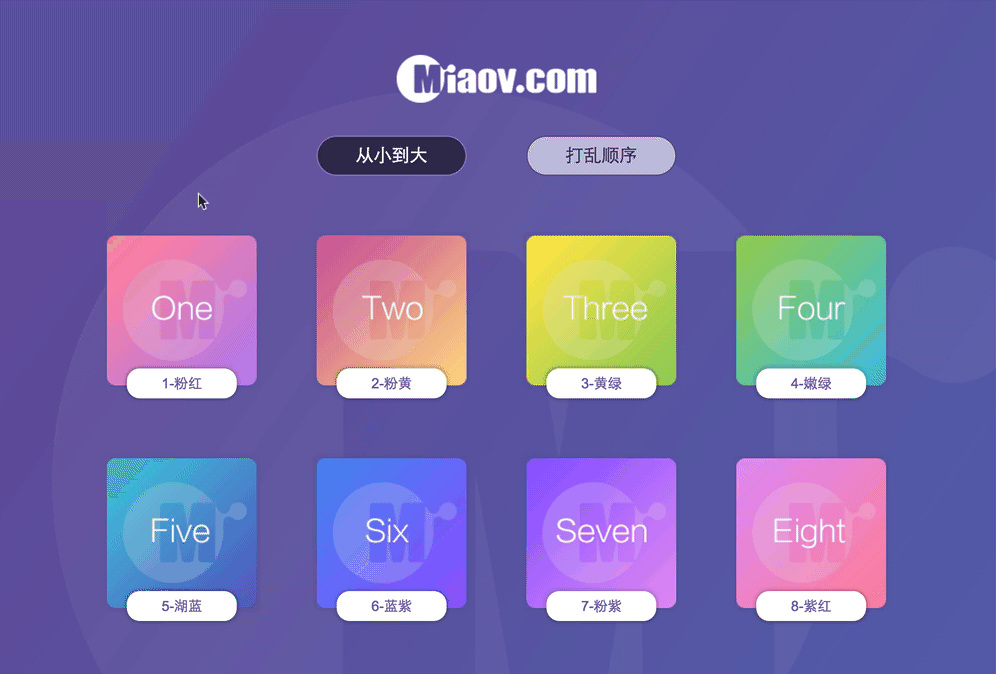 Miaov.com
从小到大
打乱顺序
One
Two
Three
Four
1-粉红
2-粉黄
3-黄绿
4-嫩绿
Five
Six
Seven
Eight
5-湖蓝
6-蓝紫
7-粉紫
8-紫红